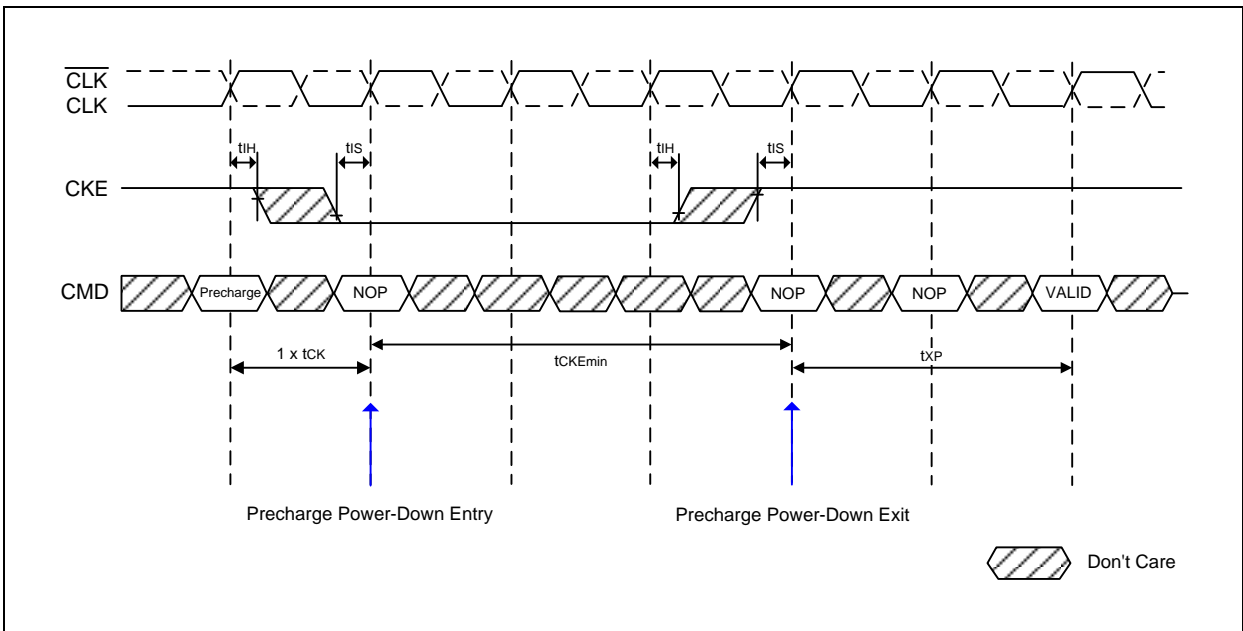 CLK
CLK
tIH
tIS
tIH
tIS
CKE
CMD
Precharge
NOP
NOP
NOP
VALID
1 x tCK
tCKEmin
tXP
Precharge Power-Down Entry
Precharge Power-Down Exit
Don't Care